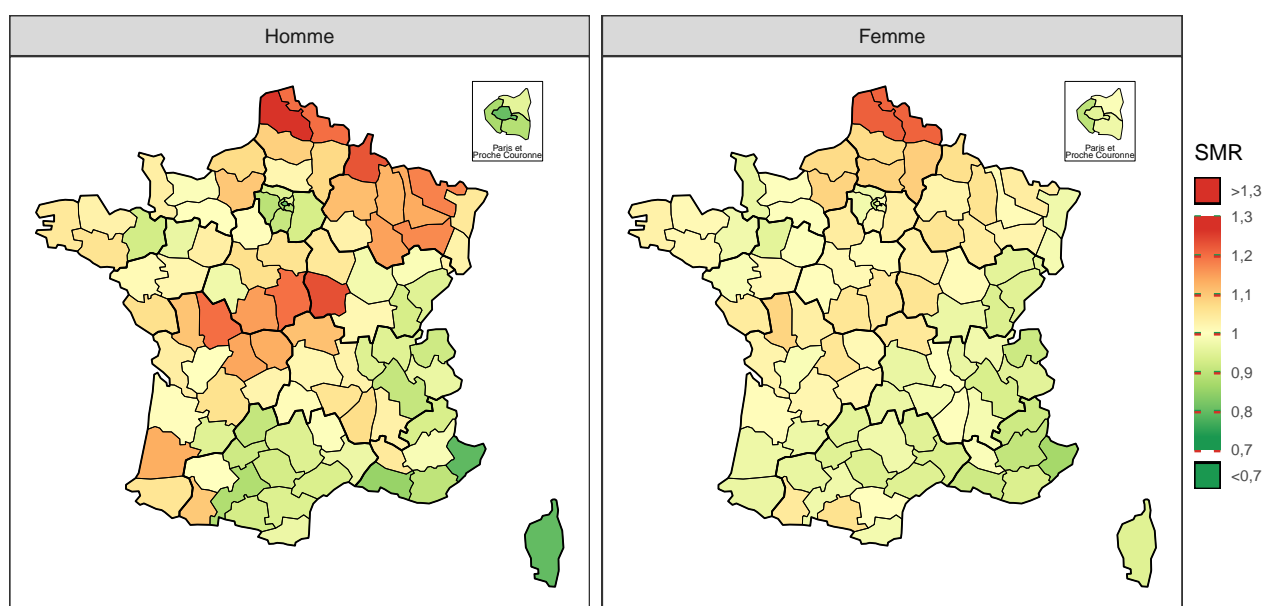 Homme
Femme
Paris et
Proche Couronne
Paris et
Proche Couronne
SMR
>1,3
1,3
1,2
1,1
1
0,9
0,8
0,7
<0,7